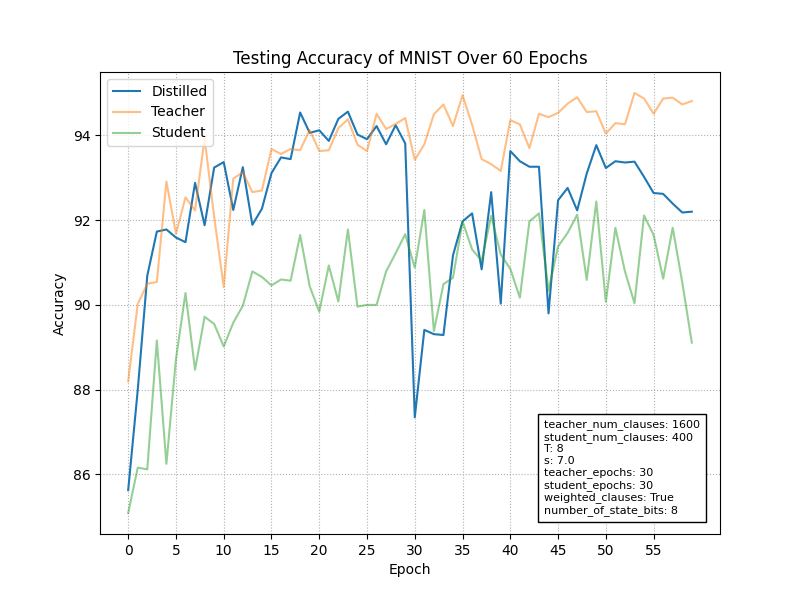 Testing Accuracy of MNIST Over 60 Epochs
Distilled
Teacher
Student
94
92
90
88
86
Accuracy
teacher_num_clauses: 1600
student_num_clauses: 400
T: 8
s: 7.0
teacher_epochs: 30
student_epochs: 30
weighted_clauses: True
number_of_state_bits: 8
0 5 10 15 20 25 30 35 40 45 50 55
Epoch